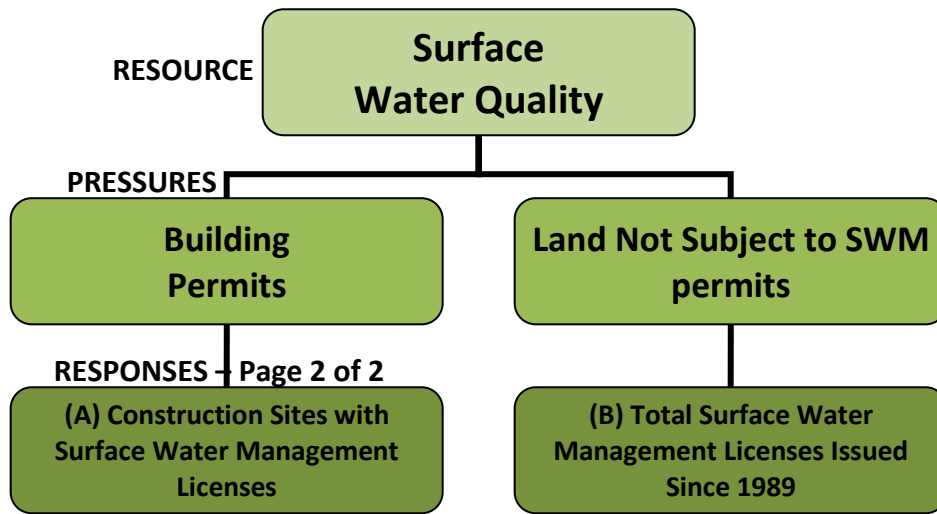 RESOURCE
Surface
Water Quality
PRESSURES
Building
Permits
Land Not Subject to SWM
permits
RESPONSES – Page 2 of 2
(A) Construction Sites with
Surface Water Management
Licenses
(B) Total Surface Water
Management Licenses Issued
Since 1989